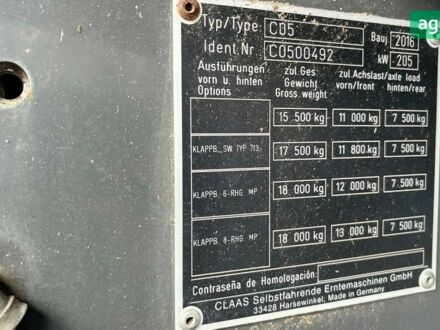 ag
Typ/Type C05 Bauj. 2016
Ident.Nr. C0500492 kW 205
Ausführungen vorn u. hinten Options
zul.Ges. Gewicht Gross.weight
zul.Achslast/axle load
vorn/front hinten/rear
15 500 kg 11 000 kg 7 500 kg
KLAPPB. SW TYP 713 17 500 kg 11 800 kg 7 500 kg
KLAPPB. 6-RHG. MP 18 000 kg 12 000 kg 7 500 kg
KLAPPB. 8-RHG. MP 18 000 kg 13 000 kg 7 500 kg
Contraseña de Homologación:
CLAAS Selbstfahrende Erntemaschinen GmbH
33428 Harsewinkel, Made in Germany